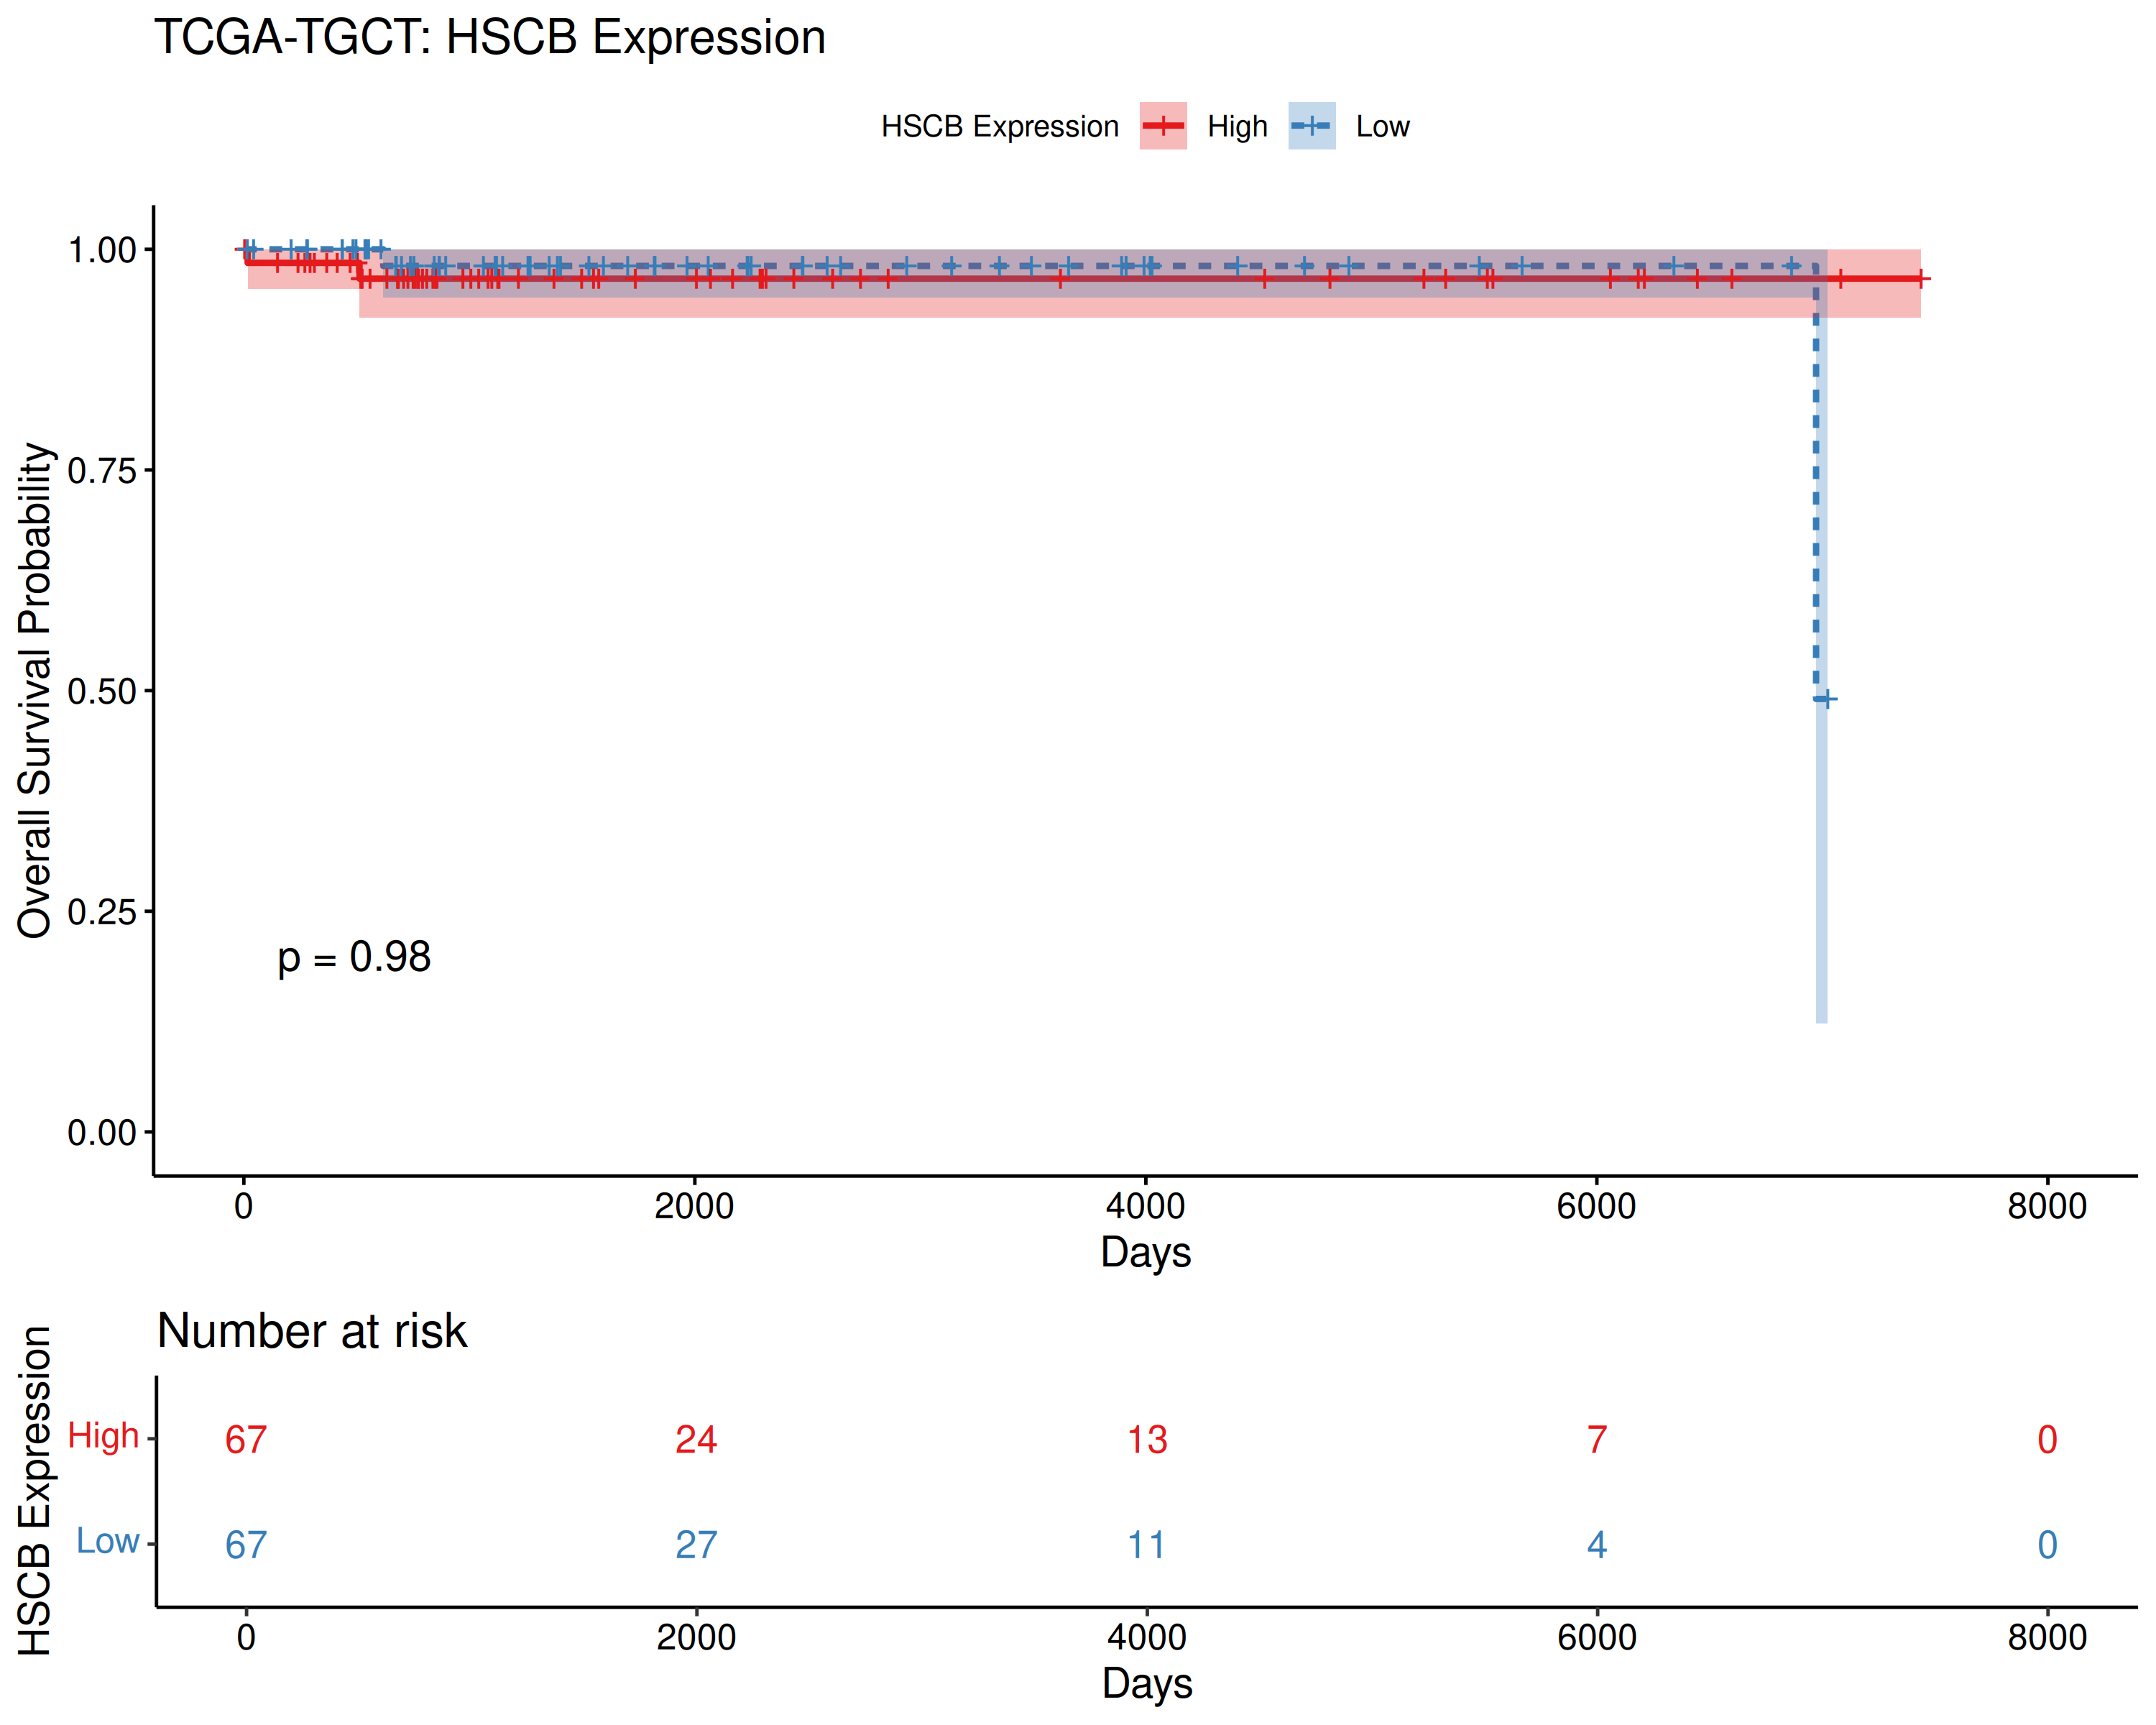 TCGA-TGCT: HSCB Expression
HSCB Expression High Low
Overall Survival Probability
1.00
0.75
0.50
0.25
0.00
p = 0.98
0 2000 4000 6000 8000
Days
Number at risk
HSCB Expression
High 67 24 13 7 0
Low 67 27 11 4 0
0 2000 4000 6000 8000
Days